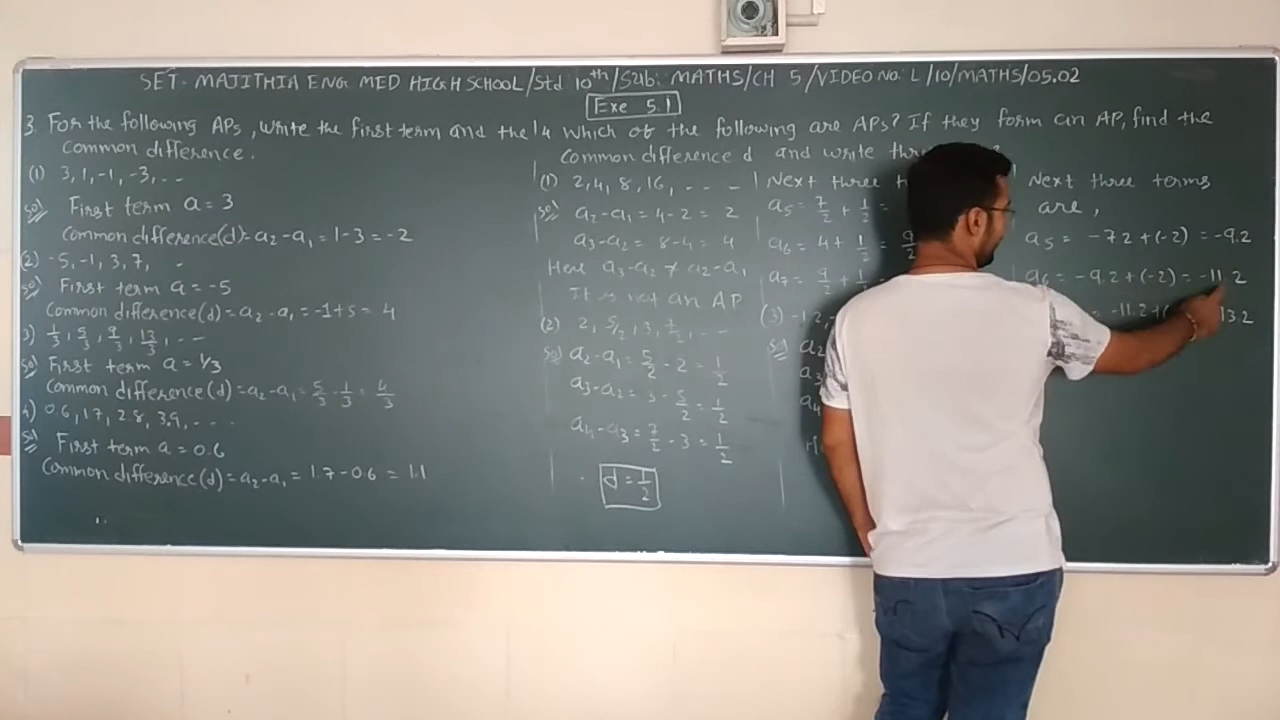 SET. MAJITHIA ENG MED HIGH SCHOOL/Std 10th/Sub: MATHS/CH 5/VIDEO NO: L/10/MATHS/05.02
Exe 5.1
3 For the following APs, write the first term and the
Common difference.
(1) 3, 1, -1, -3, ...
Sol First term a = 3
Common difference(d) = a2 - a1 = 1 - 3 = -2
(2) -5, -1, 3, 7,
Sol First term a = -5
Common difference(d) = a2 - a1 = -1 + 5 = 4
3) 1/3, 5/3, 9/3, 13/3, ...
Sol First term a = 1/3
Common difference(d) = a2 - a1 = 5/3 - 1/3 = 4/3
4) 0.6, 1.7, 2.8, 3.9, ....
Sol First term a = 0.6
Common difference(d) = a2 - a1 = 1.7 - 0.6 = 1.1
4 Which of the following are APs? If they form an AP, find the
Common difference d and write
(1) 2, 4, 8, 16, ....
Sol a2 - a1 = 4 - 2 = 2
a3 - a2 = 8 - 4 = 4
Here a3 - a2 ≠ a2 - a1
It is not an AP
(2) 2, 5/2, 3, 7/2, ...
Sol a2 - a1 = 5/2 - 2 = 1/2
a3 - a2 = 3 - 5/2 = 1/2
a4 - a3 = 7/2 - 3 = 1/2
d = 1/2
Next three
a5 = 7/2 + 1/2 =
a6 = 4 + 1/2 = 9
a7 = 9/2 + 1/2 =
(3) -1.2,
Sol a2
a3
a4
Next three terms
are,
a5 = -7.2 + (-2) = -9.2
a6 = -9.2 + (-2) = -11.2
= -11.2 + ( 13.2